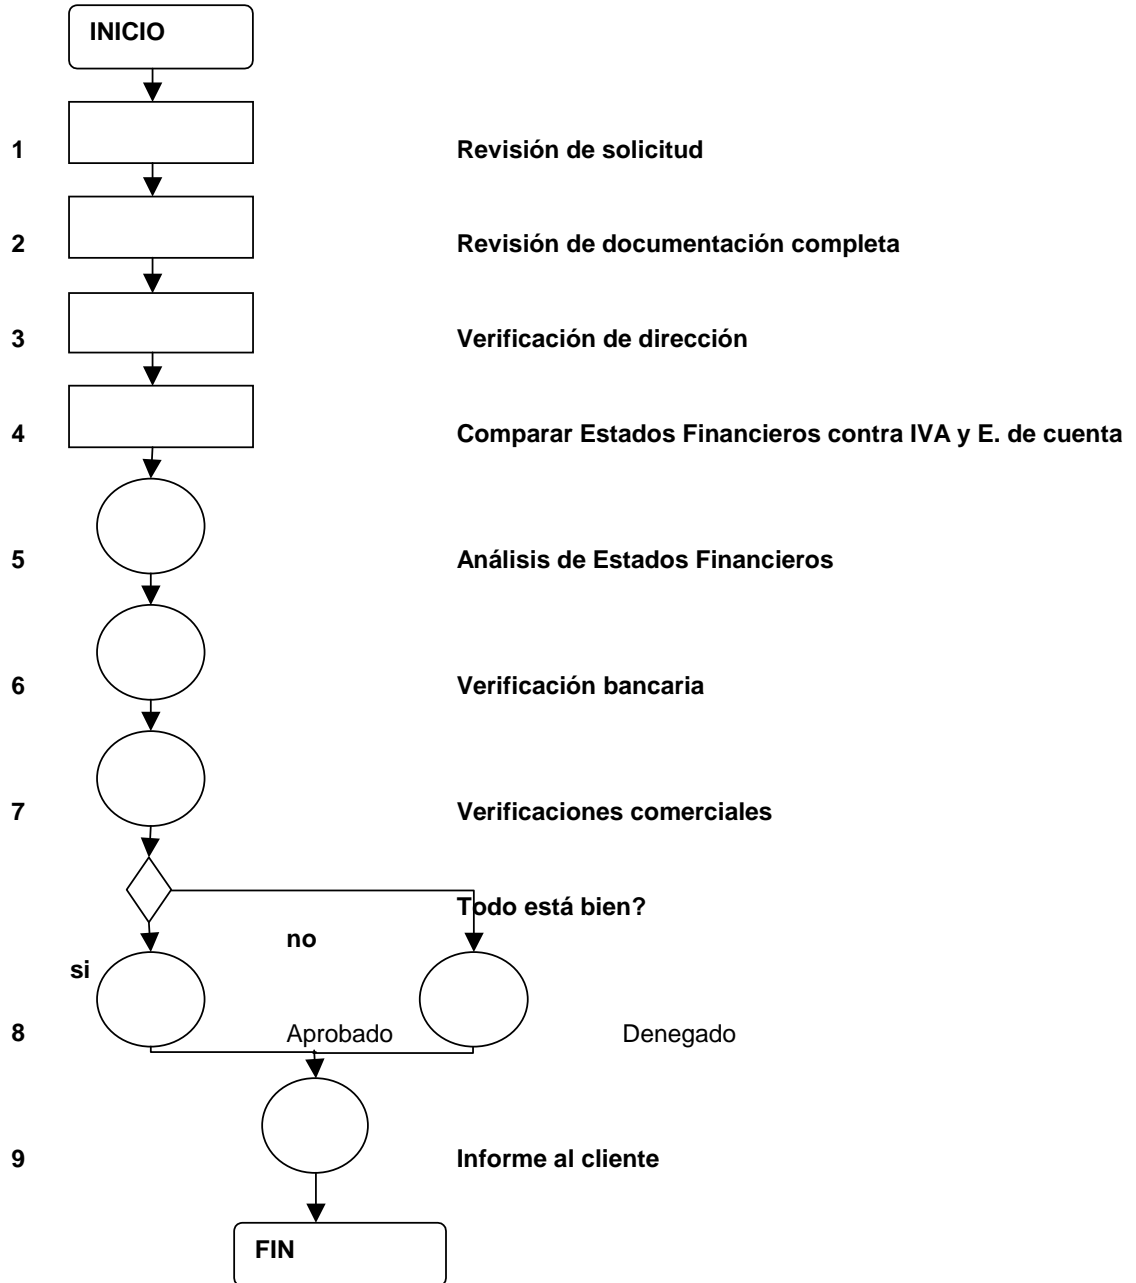 INICIO
1 Revisión de solicitud
2 Revisión de documentación completa
3 Verificación de dirección
4 Comparar Estados Financieros contra IVA y E. de cuenta
5 Análisis de Estados Financieros
6 Verificación bancaria
7 Verificaciones comerciales
Todo está bien?
no
si
8 Aprobado Denegado
9 Informe al cliente
FIN